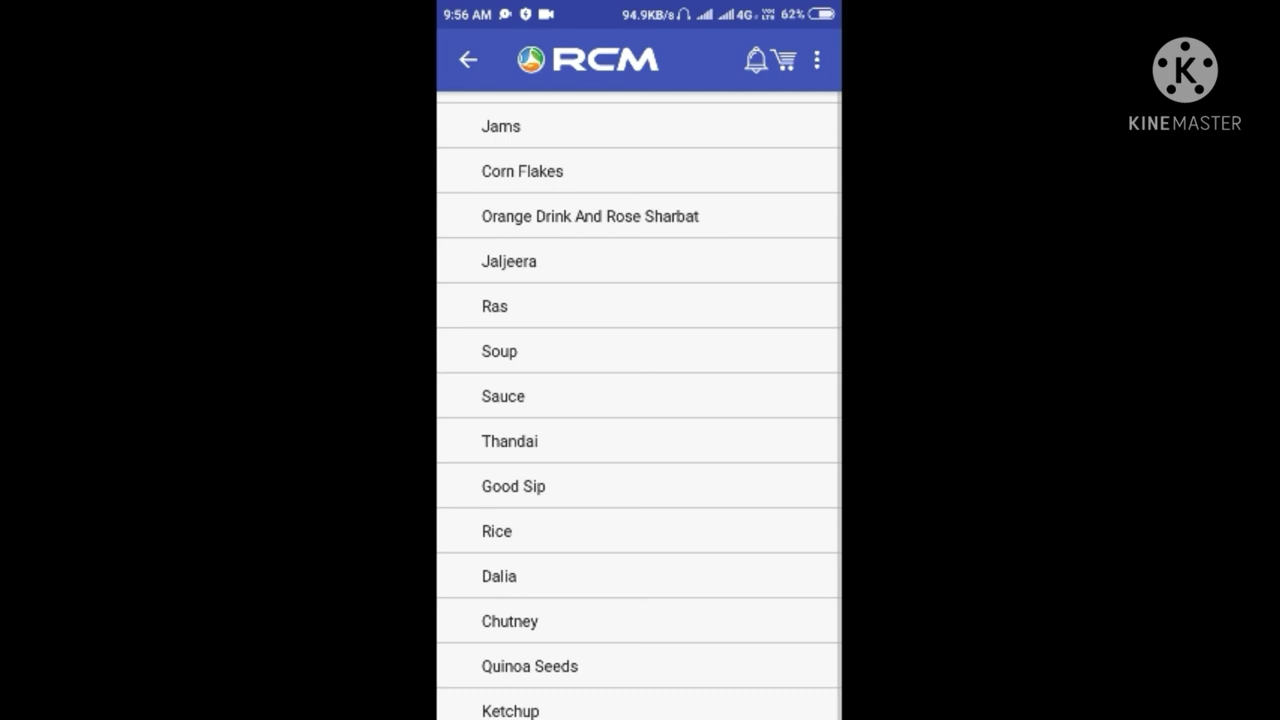 9:56 AM 94.9KB/s 4G VoLTE 62%
RCM
K
KINEMASTER
Jams
Corn Flakes
Orange Drink And Rose Sharbat
Jaljeera
Ras
Soup
Sauce
Thandai
Good Sip
Rice
Dalia
Chutney
Quinoa Seeds
Ketchup